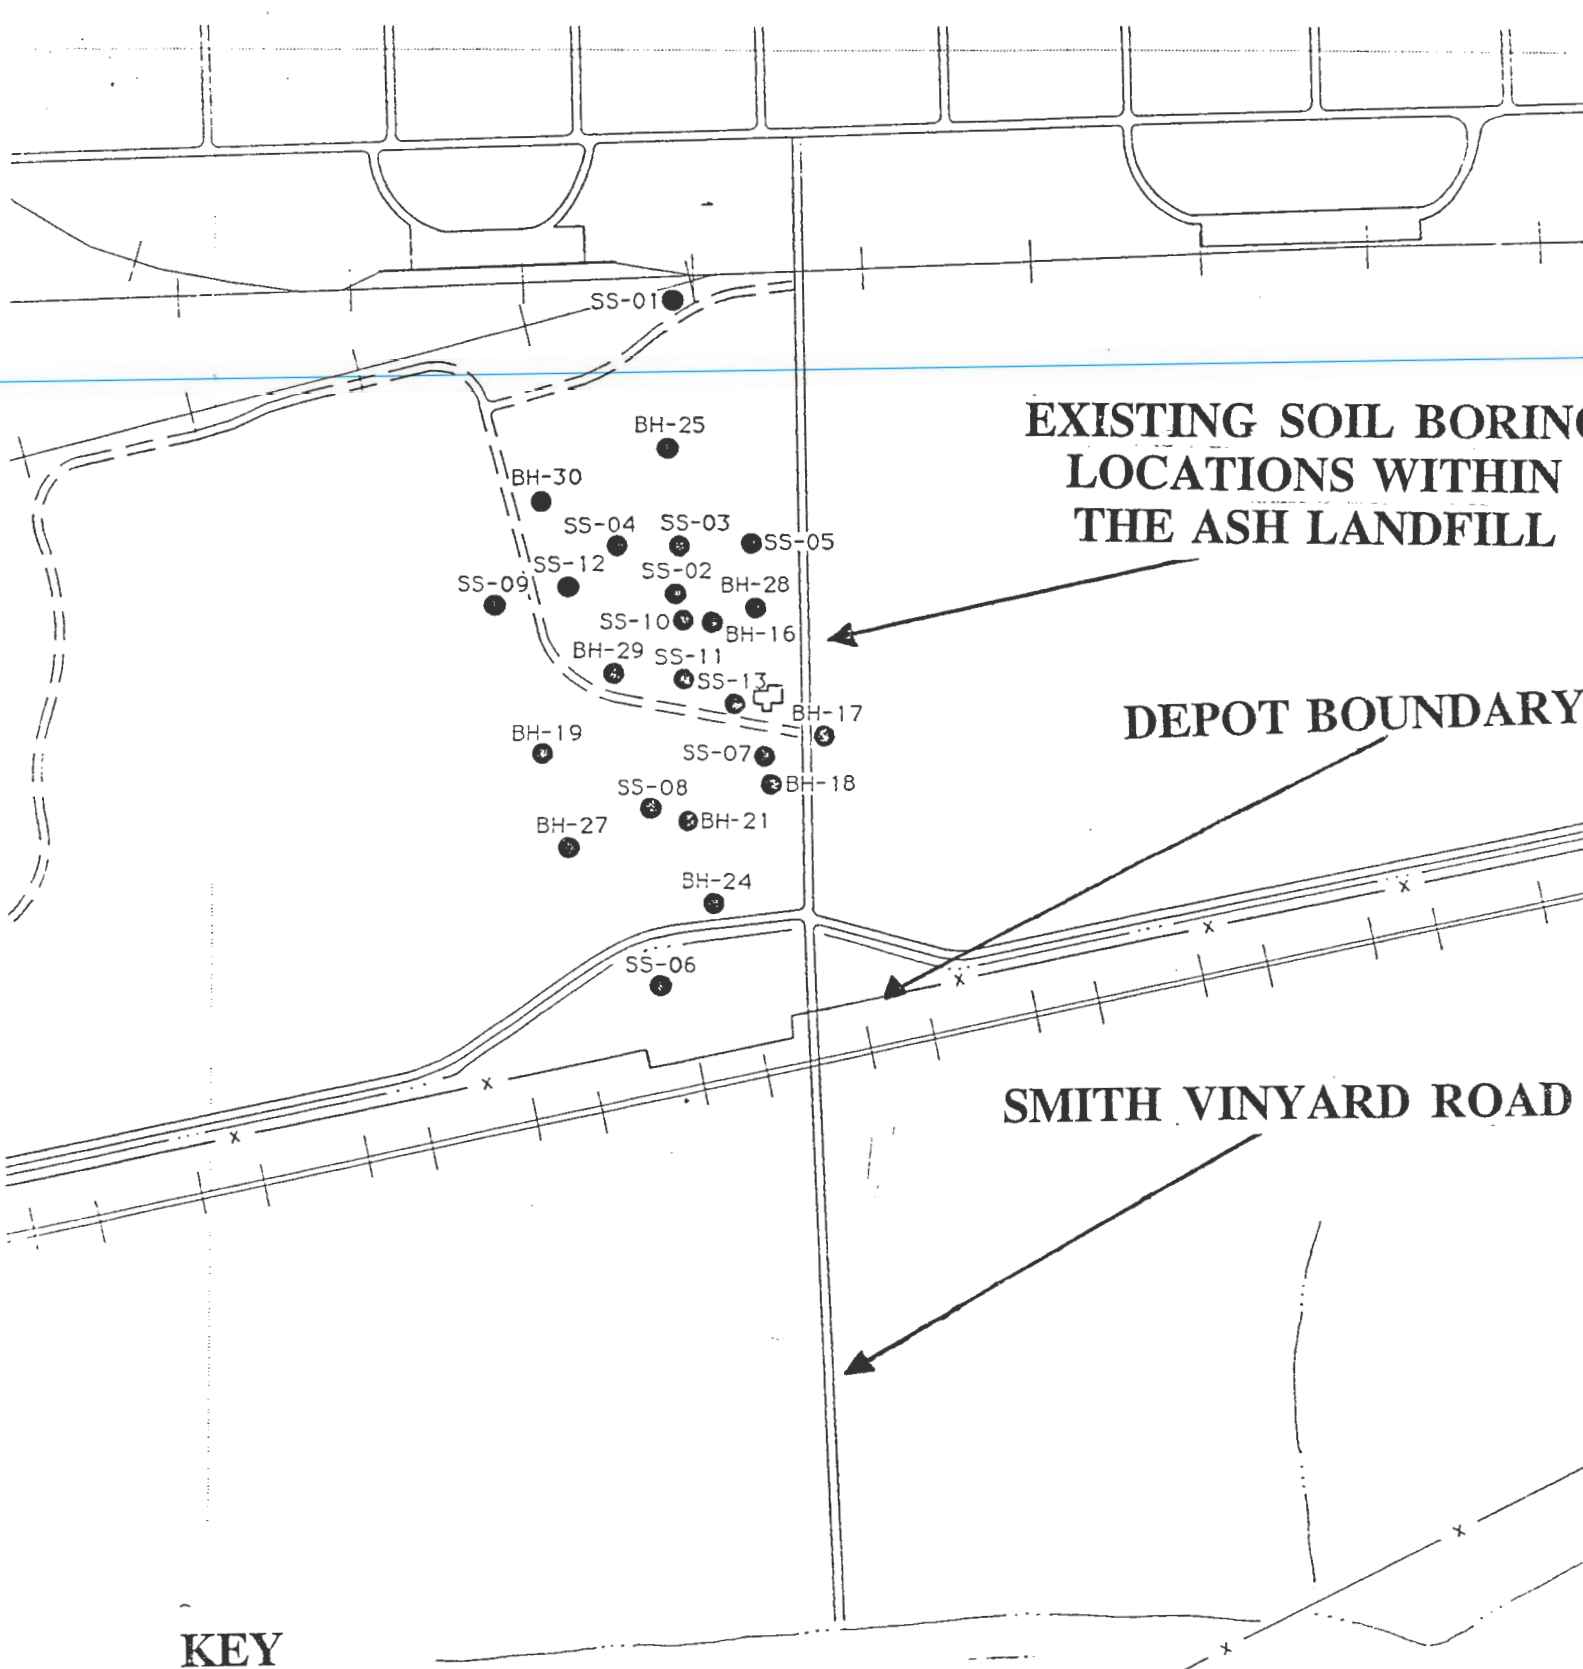 SS-01
EXISTING SOIL BORING
LOCATIONS WITHIN
THE ASH LANDFILL
BH-25
BH-30
SS-04
SS-03
SS-05
SS-12
SS-02
SS-09
BH-28
SS-10
BH-16
BH-29
SS-11
SS-13
BH-17
DEPOT BOUNDARY
BH-19
SS-07
BH-18
SS-08
BH-21
BH-27
BH-24
x
x
SS-06
x
x
x
SMITH VINYARD ROAD
x
x
KEY